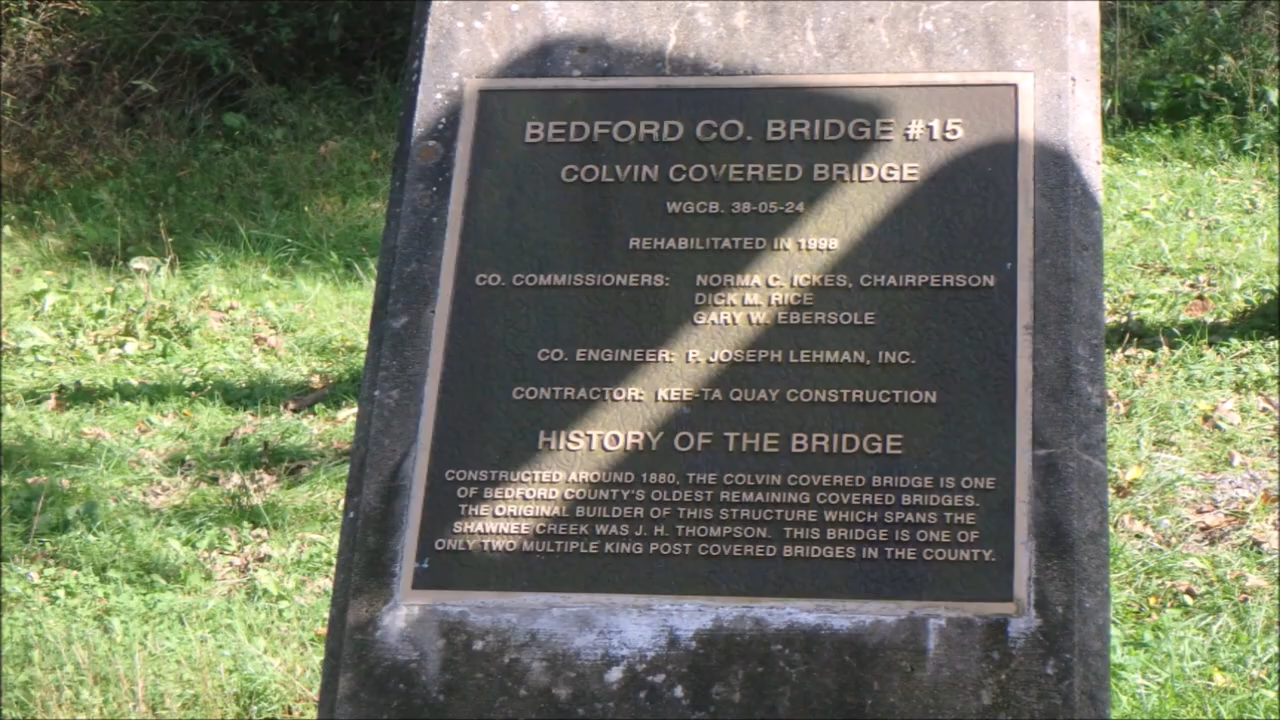 BEDFORD CO. BRIDGE #15
COLVIN COVERED BRIDGE
WGCB. 38-05-24
REHABILITATED IN 1998
CO. COMMISSIONERS: NORMA C. ICKES, CHAIRPERSON
DICK M. RICE
GARY W. EBERSOLE
CO. ENGINEER: P. JOSEPH LEHMAN, INC.
CONTRACTOR: KEE-TA QUAY CONSTRUCTION
HISTORY OF THE BRIDGE
CONSTRUCTED AROUND 1880, THE COLVIN COVERED BRIDGE IS ONE
OF BEDFORD COUNTY'S OLDEST REMAINING COVERED BRIDGES.
THE ORIGINAL BUILDER OF THIS STRUCTURE WHICH SPANS THE
SHAWNEE CREEK WAS J. H. THOMPSON. THIS BRIDGE IS ONE OF
ONLY TWO MULTIPLE KING POST COVERED BRIDGES IN THE COUNTY.